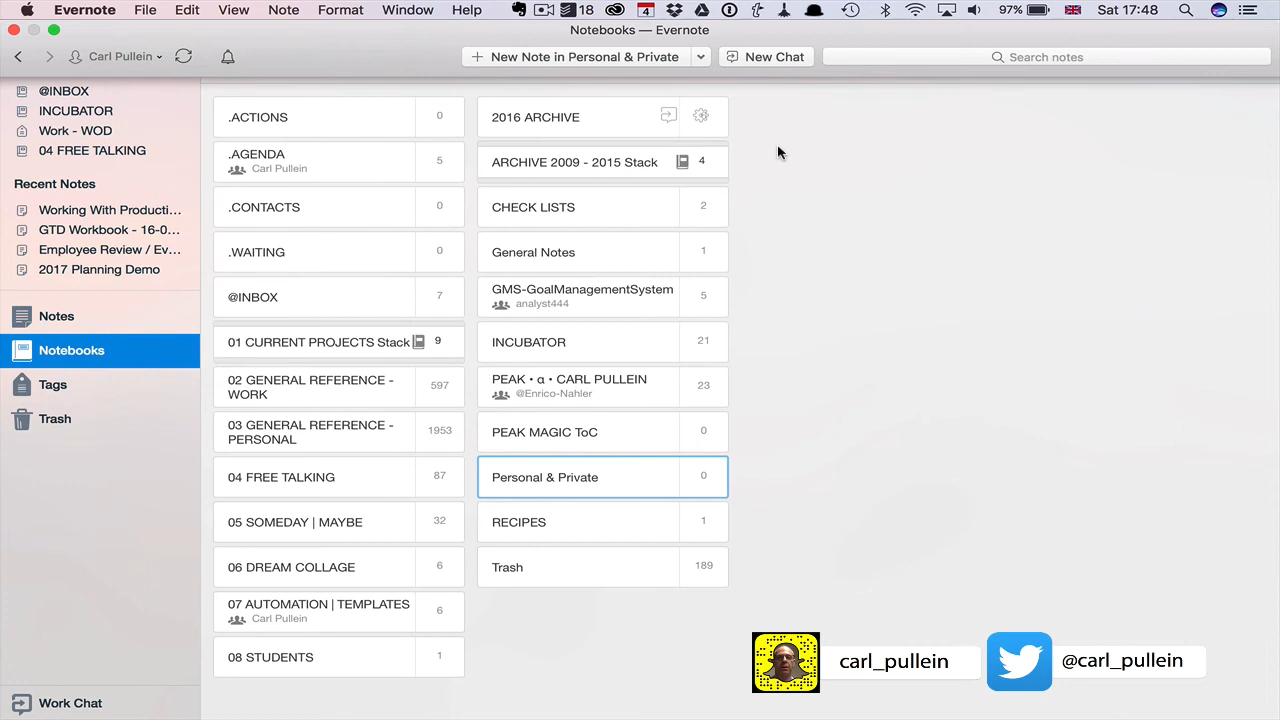 Evernote File Edit View Note Format Window Help 18 4 97% Sat 17:48
Notebooks — Evernote
Carl Pullein
New Note in Personal & Private
New Chat
Search notes
@INBOX
INCUBATOR
Work - WOD
04 FREE TALKING
Recent Notes
Working With Producti...
GTD Workbook - 16-0...
Employee Review / Ev...
2017 Planning Demo
Notes
Notebooks
Tags
Trash
Work Chat
.ACTIONS 0
.AGENDA 5
Carl Pullein
.CONTACTS 0
.WAITING 0
@INBOX 7
01 CURRENT PROJECTS Stack 9
02 GENERAL REFERENCE - 597
WORK
03 GENERAL REFERENCE - 1953
PERSONAL
04 FREE TALKING 87
05 SOMEDAY | MAYBE 32
06 DREAM COLLAGE 6
07 AUTOMATION | TEMPLATES 6
Carl Pullein
08 STUDENTS 1
2016 ARCHIVE
ARCHIVE 2009 - 2015 Stack 4
CHECK LISTS 2
General Notes 1
GMS-GoalManagementSystem 5
analyst444
INCUBATOR 21
PEAK • α • CARL PULLEIN 23
@Enrico-Nahler
PEAK MAGIC ToC 0
Personal & Private 0
RECIPES 1
Trash 189
carl_pullein
@carl_pullein